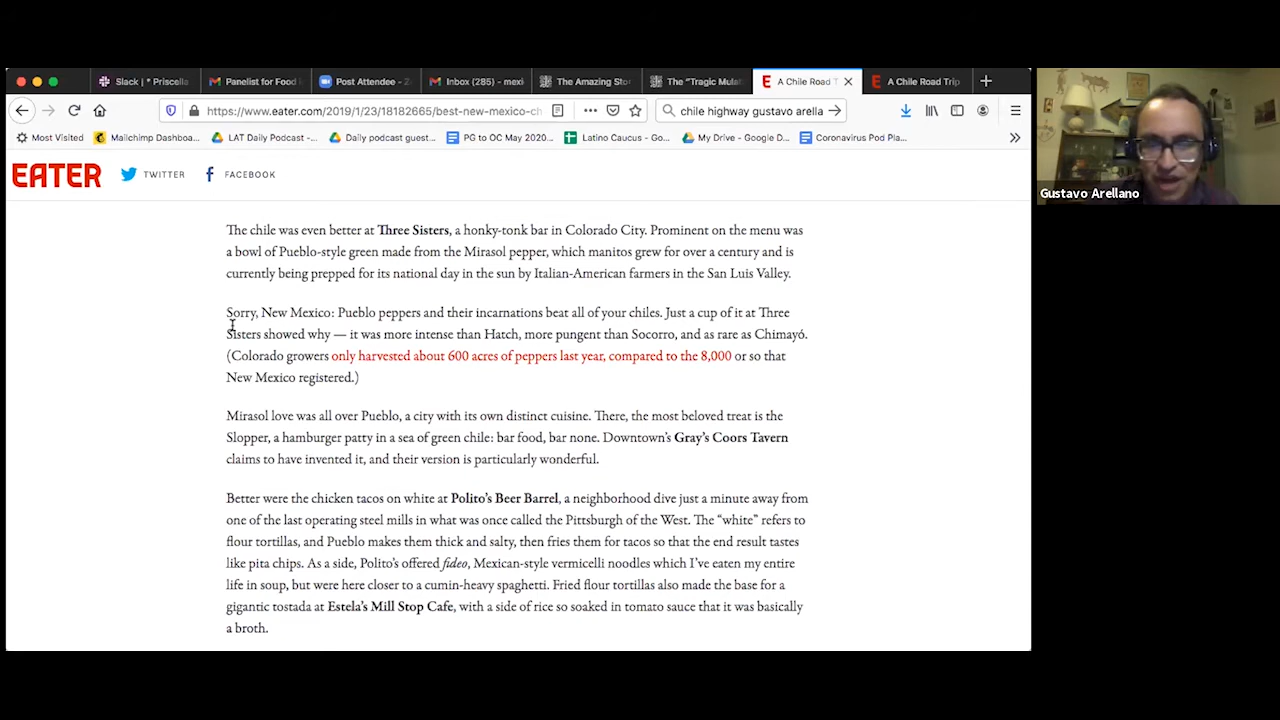 Slack | * Priscella
Panelist for Food
Post Attendee - Z
Inbox (285) - mexi
The Amazing Stor
The "Tragic Mulat
A Chile Road T
A Chile Road Trip
https://www.eater.com/2019/1/23/18182665/best-new-mexico-ch
chile highway gustavo arella
Most Visited
Mailchimp Dashboa...
LAT Daily Podcast -...
Daily podcast guest...
PG to OC May 2020...
Latino Caucus - Go...
My Drive - Google D...
Coronavirus Pod Pla...
Gustavo Arellano
EATER
TWITTER
FACEBOOK
The chile was even better at Three Sisters, a honky-tonk bar in Colorado City. Prominent on the menu was
a bowl of Pueblo-style green made from the Mirasol pepper, which manitos grew for over a century and is
currently being prepped for its national day in the sun by Italian-American farmers in the San Luis Valley.
Sorry, New Mexico: Pueblo peppers and their incarnations beat all of your chiles. Just a cup of it at Three
Sisters showed why — it was more intense than Hatch, more pungent than Socorro, and as rare as Chimayó.
(Colorado growers only harvested about 600 acres of peppers last year, compared to the 8,000 or so that
New Mexico registered.)
Mirasol love was all over Pueblo, a city with its own distinct cuisine. There, the most beloved treat is the
Slopper, a hamburger patty in a sea of green chile: bar food, bar none. Downtown's Gray's Coors Tavern
claims to have invented it, and their version is particularly wonderful.
Better were the chicken tacos on white at Polito's Beer Barrel, a neighborhood dive just a minute away from
one of the last operating steel mills in what was once called the Pittsburgh of the West. The "white" refers to
flour tortillas, and Pueblo makes them thick and salty, then fries them for tacos so that the end result tastes
like pita chips. As a side, Polito's offered fideo, Mexican-style vermicelli noodles which I've eaten my entire
life in soup, but were here closer to a cumin-heavy spaghetti. Fried flour tortillas also made the base for a
gigantic tostada at Estela's Mill Stop Cafe, with a side of rice so soaked in tomato sauce that it was basically
a broth.